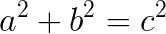 a² + b² = c²